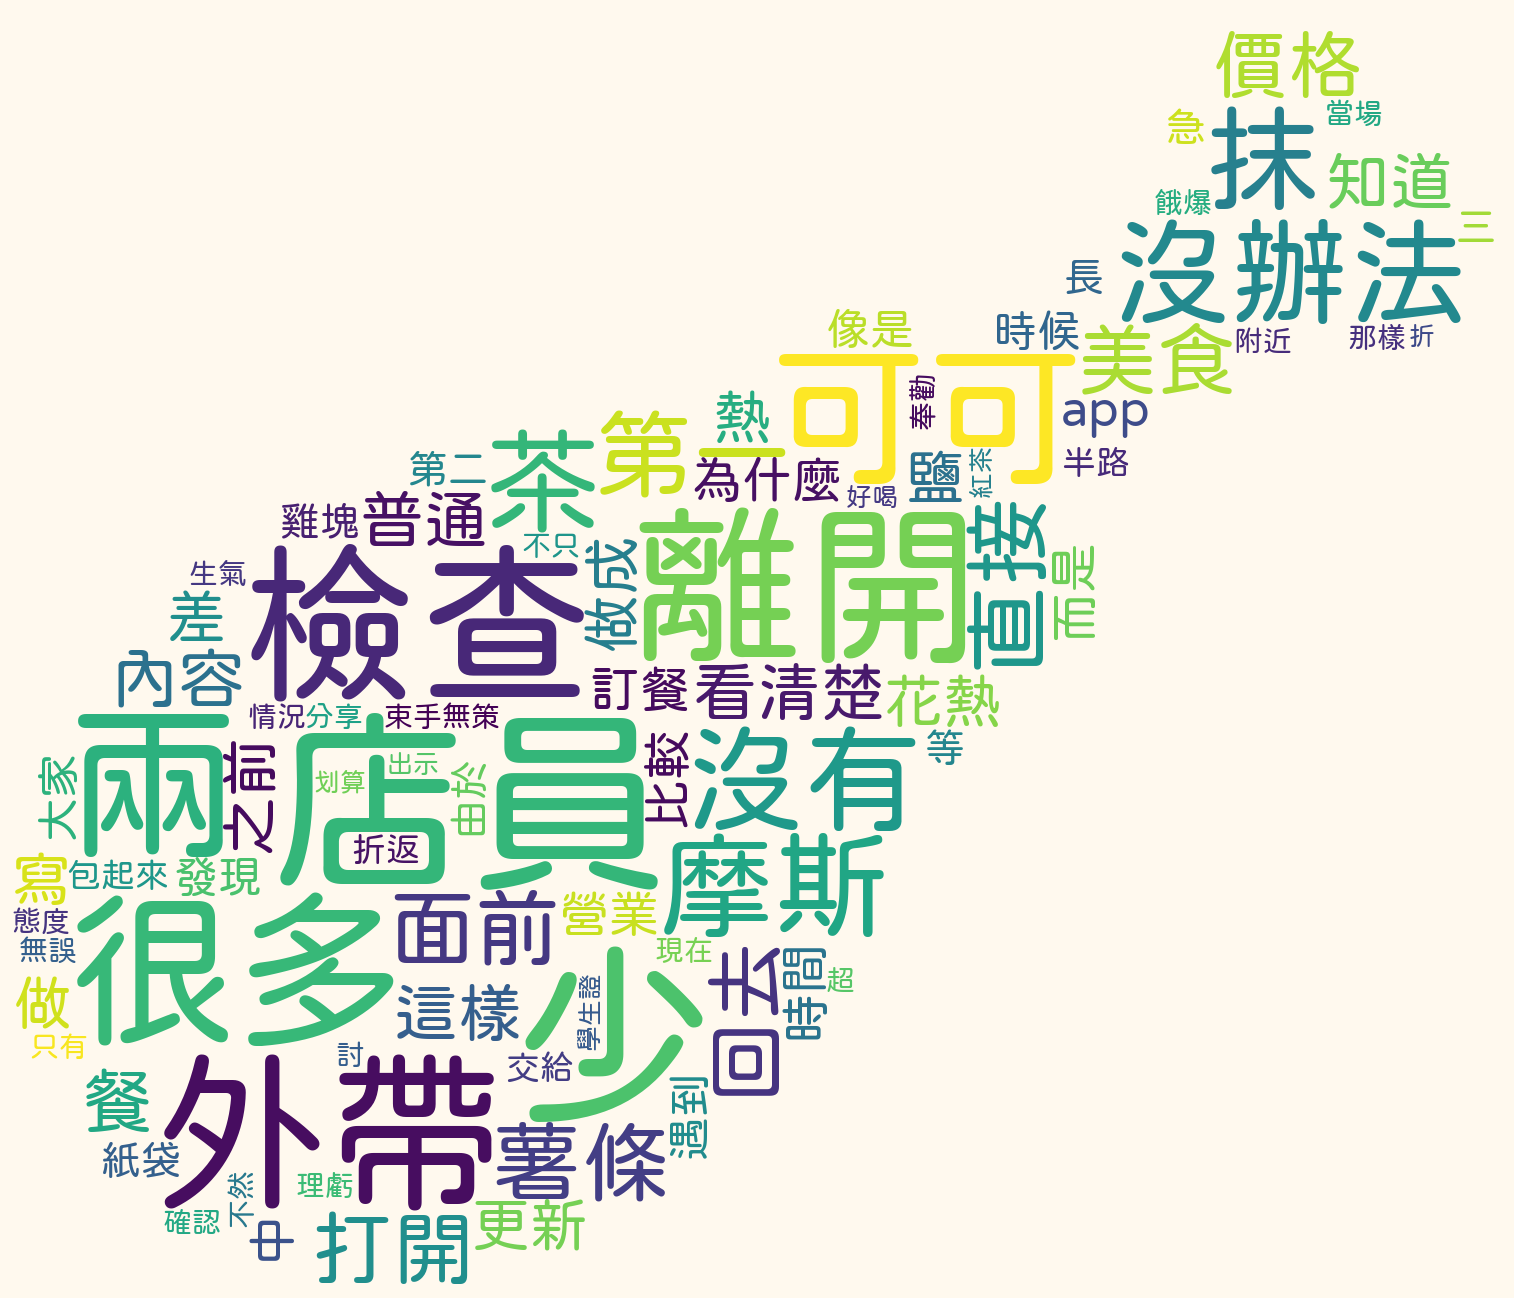 價格
急
當場
抹
知道
餓爆
三
沒辦法
長
像是
時候
美食
附近
那樣
折
可可
奉勸
app
熱
第一
茶
第二
為什麼
鹽
紅茶
半路
好喝
雞塊
普通
不只
離開
直接
檢查
做成
而是
生氣
差
內容
訂餐
看清楚
花熱
情況
分享
束手無策
兩
店員
大家
之前
划算
出示
由於
比較
沒有
等
折返
摩斯
寫
包起來
發現
態度
無誤
很多
面前
營業
現在
少
回去
時間
超
做
只有
這樣
學生證
討
交給
餐
外帶
遇到
薯條
紙袋
不然
理虧
確認
中
打開
更新